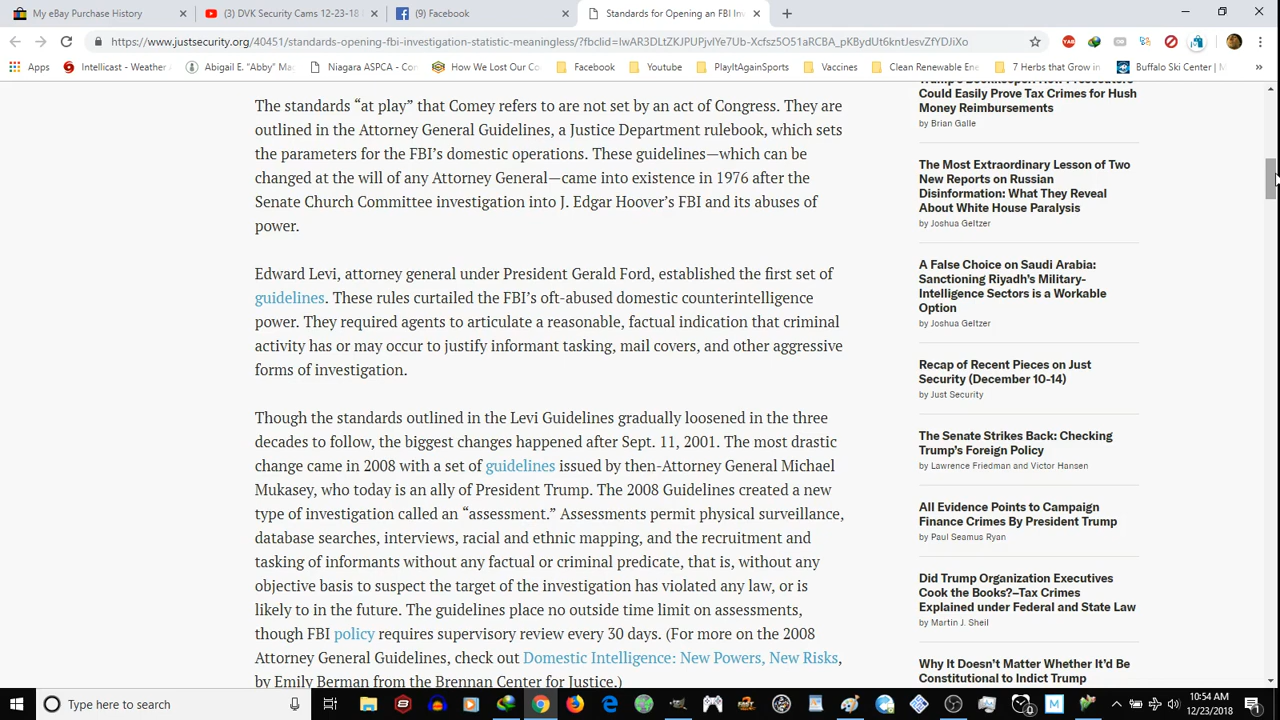 My eBay Purchase History
(3) DVK Security Cams 12-23-18
(9) Facebook
Standards for Opening an FBI Inv
https://www.justsecurity.org/40451/standards-opening-fbi-investigation-statistic-meaningless/?fbclid=IwAR3DLtZKJPUPjvIYe7Ub-Xcfsz5O51aRCBA_pKBydUt6kntJesvZfYDJiXo
Apps
Intellicast - Weather
Abigail E. "Abby" Ma
Niagara ASPCA - Co
How We Lost Our Co
Facebook
Youtube
PlayItAgainSports
Vaccines
Clean Renewable Ene
7 Herbs that Grow in
Buffalo Ski Center | M
The standards “at play” that Comey refers to are not set by an act of Congress. They are
outlined in the Attorney General Guidelines, a Justice Department rulebook, which sets
the parameters for the FBI’s domestic operations. These guidelines—which can be
changed at the will of any Attorney General—came into existence in 1976 after the
Senate Church Committee investigation into J. Edgar Hoover’s FBI and its abuses of
power.
Edward Levi, attorney general under President Gerald Ford, established the first set of
guidelines. These rules curtailed the FBI’s oft-abused domestic counterintelligence
power. They required agents to articulate a reasonable, factual indication that criminal
activity has or may occur to justify informant tasking, mail covers, and other aggressive
forms of investigation.
Though the standards outlined in the Levi Guidelines gradually loosened in the three
decades to follow, the biggest changes happened after Sept. 11, 2001. The most drastic
change came in 2008 with a set of guidelines issued by then-Attorney General Michael
Mukasey, who today is an ally of President Trump. The 2008 Guidelines created a new
type of investigation called an “assessment.” Assessments permit physical surveillance,
database searches, interviews, racial and ethnic mapping, and the recruitment and
tasking of informants without any factual or criminal predicate, that is, without any
objective basis to suspect the target of the investigation has violated any law, or is
likely to in the future. The guidelines place no outside time limit on assessments,
though FBI policy requires supervisory review every 30 days. (For more on the 2008
Attorney General Guidelines, check out Domestic Intelligence: New Powers, New Risks,
by Emily Berman from the Brennan Center for Justice.)
Trump's Bookkeeper: How Prosecutors
Could Easily Prove Tax Crimes for Hush
Money Reimbursements
by Brian Galle
The Most Extraordinary Lesson of Two
New Reports on Russian
Disinformation: What They Reveal
About White House Paralysis
by Joshua Geltzer
A False Choice on Saudi Arabia:
Sanctioning Riyadh's Military-
Intelligence Sectors is a Workable
Option
by Joshua Geltzer
Recap of Recent Pieces on Just
Security (December 10-14)
by Just Security
The Senate Strikes Back: Checking
Trump's Foreign Policy
by Lawrence Friedman and Victor Hansen
All Evidence Points to Campaign
Finance Crimes By President Trump
by Paul Seamus Ryan
Did Trump Organization Executives
Cook the Books?–Tax Crimes
Explained under Federal and State Law
by Martin J. Sheil
Why It Doesn't Matter Whether It'd Be
Constitutional to Indict Trump
Type here to search
10:54 AM
12/23/2018